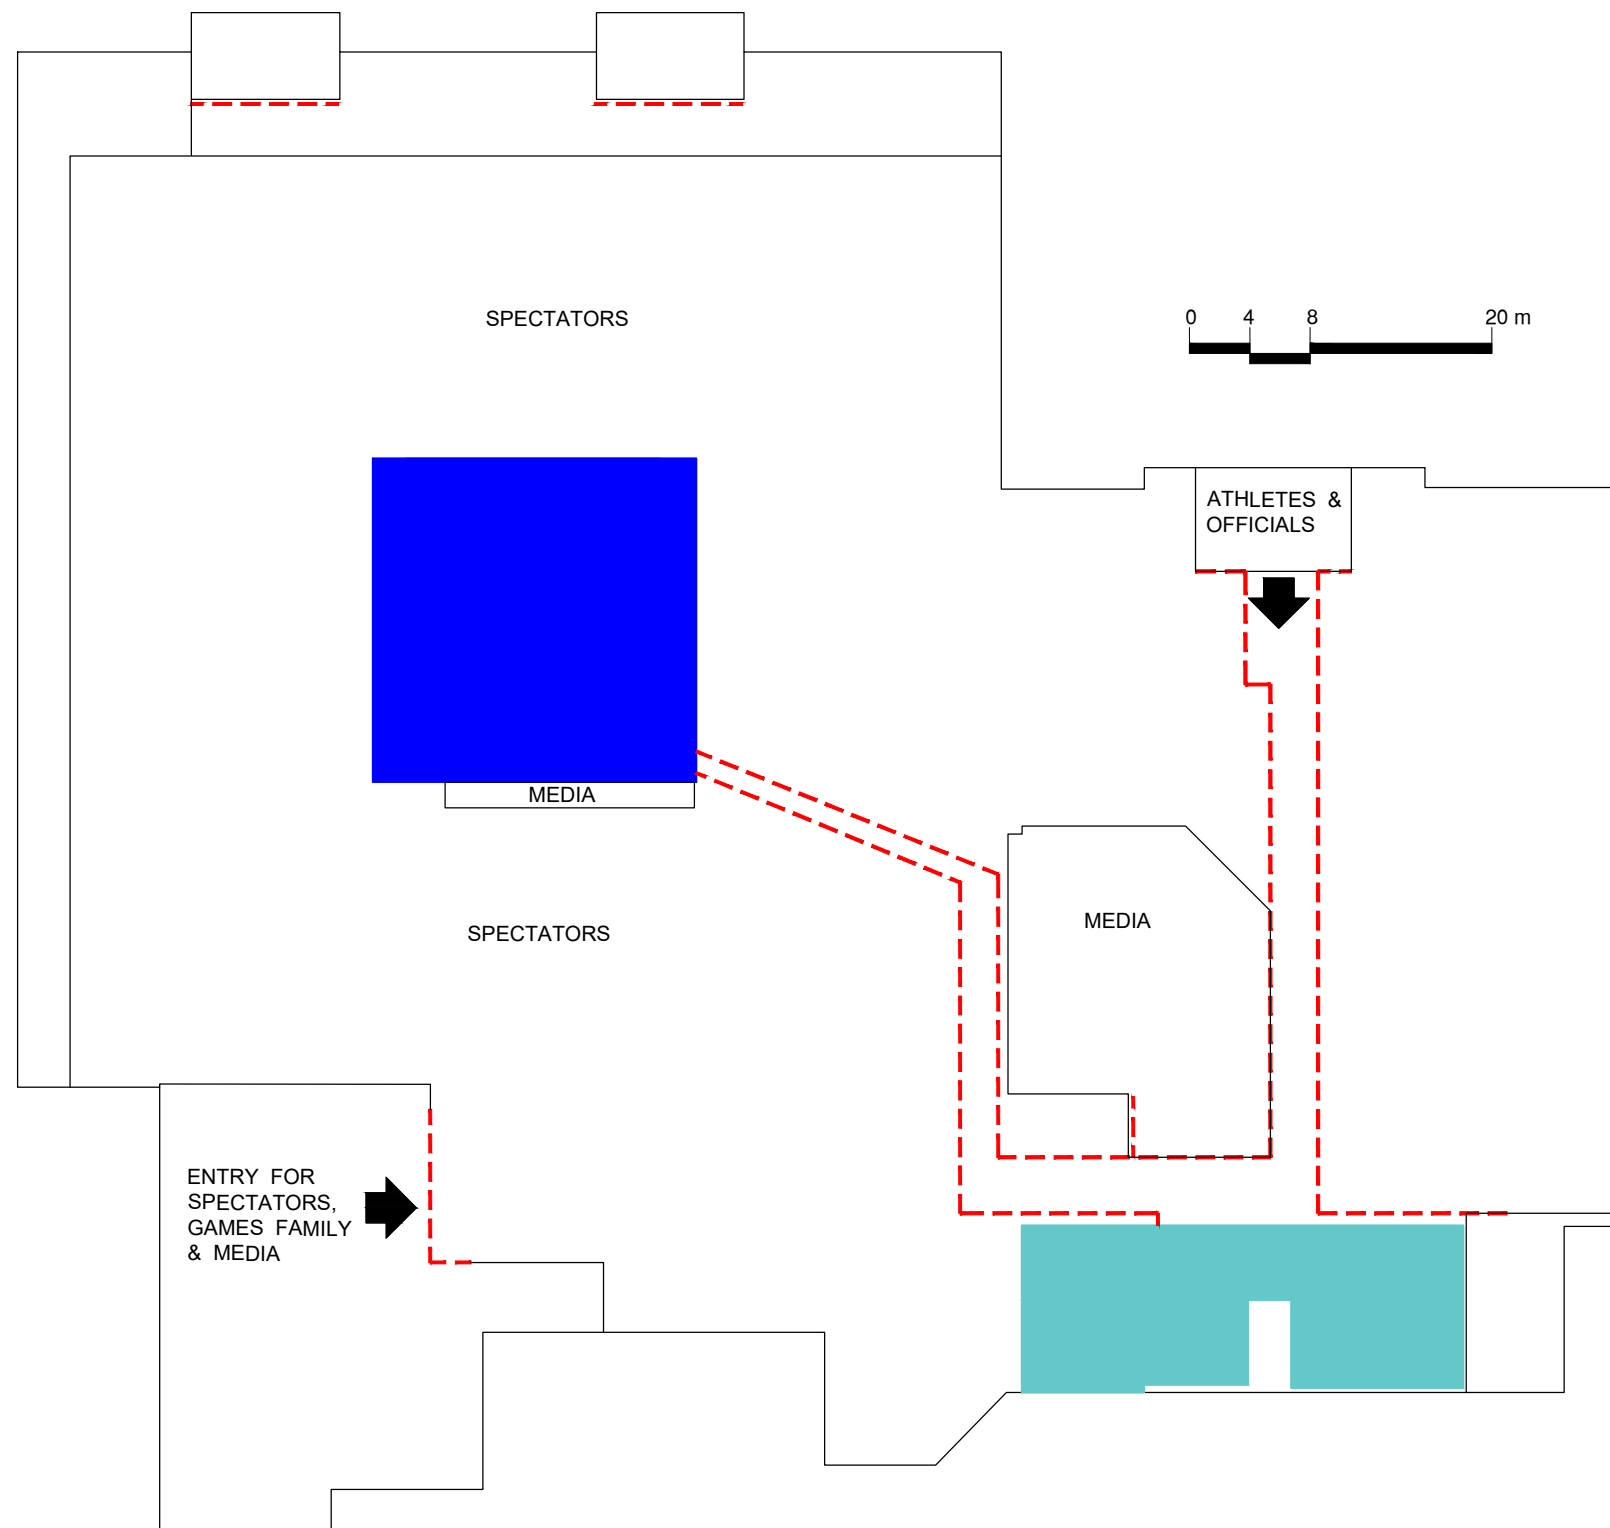 SPECTATORS
0 4 8 20 m
ATHLETES &
OFFICIALS
MEDIA
MEDIA
SPECTATORS
ENTRY FOR
SPECTATORS,
GAMES FAMILY
& MEDIA